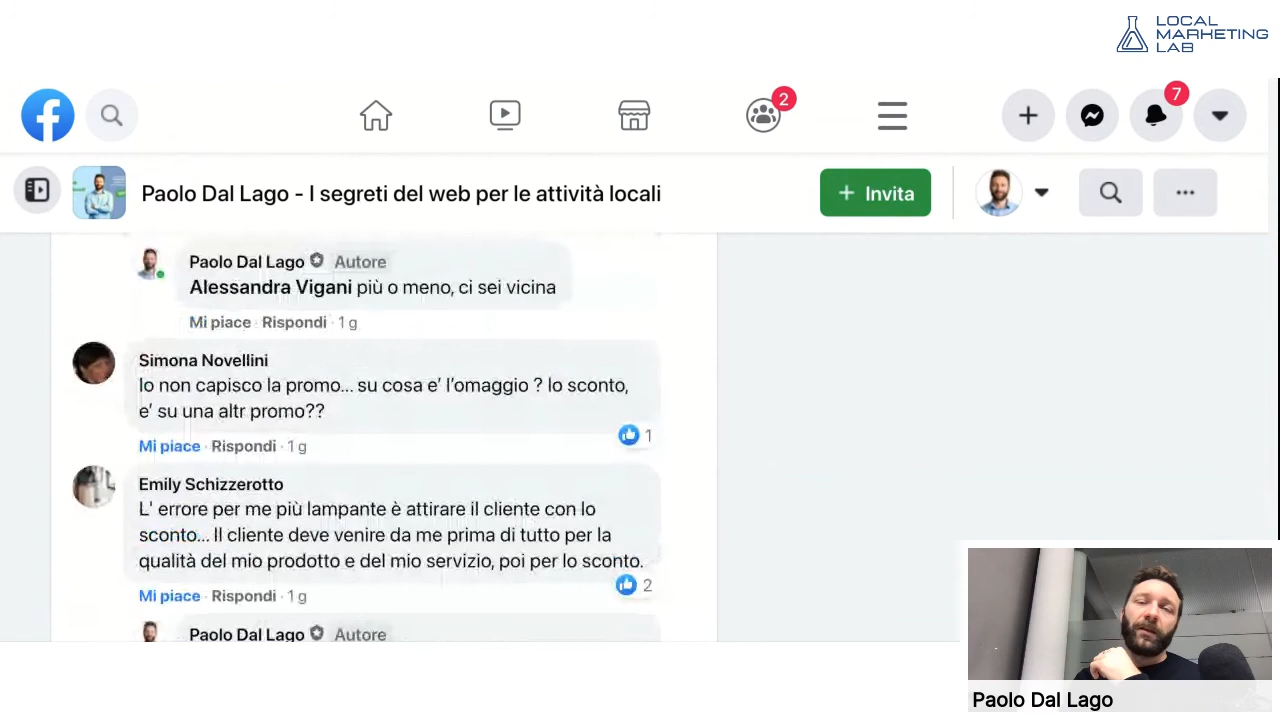 LOCAL
MARKETING
LAB
2
7
Paolo Dal Lago - I segreti del web per le attività locali
+ Invita
Paolo Dal Lago Autore
Alessandra Vigani più o meno, ci sei vicina
Mi piace · Rispondi · 1 g
Simona Novellini
Io non capisco la promo... su cosa e' l'omaggio ? lo sconto,
e' su una altr promo??
1
Mi piace · Rispondi · 1 g
Emily Schizzerotto
L' errore per me più lampante è attirare il cliente con lo
sconto... Il cliente deve venire da me prima di tutto per la
qualità del mio prodotto e del mio servizio, poi per lo sconto.
2
Mi piace · Rispondi · 1 g
Paolo Dal Lago Autore
Paolo Dal Lago